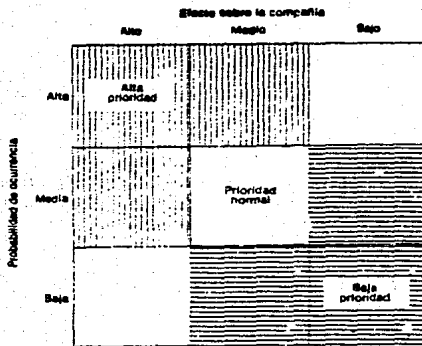 Efecto sobre la compañía
Alto Medio Bajo
Alta
Alta
prioridad
Probabilidad de ocurrencia
Media
Prioridad
normal
Baja
Baja
prioridad